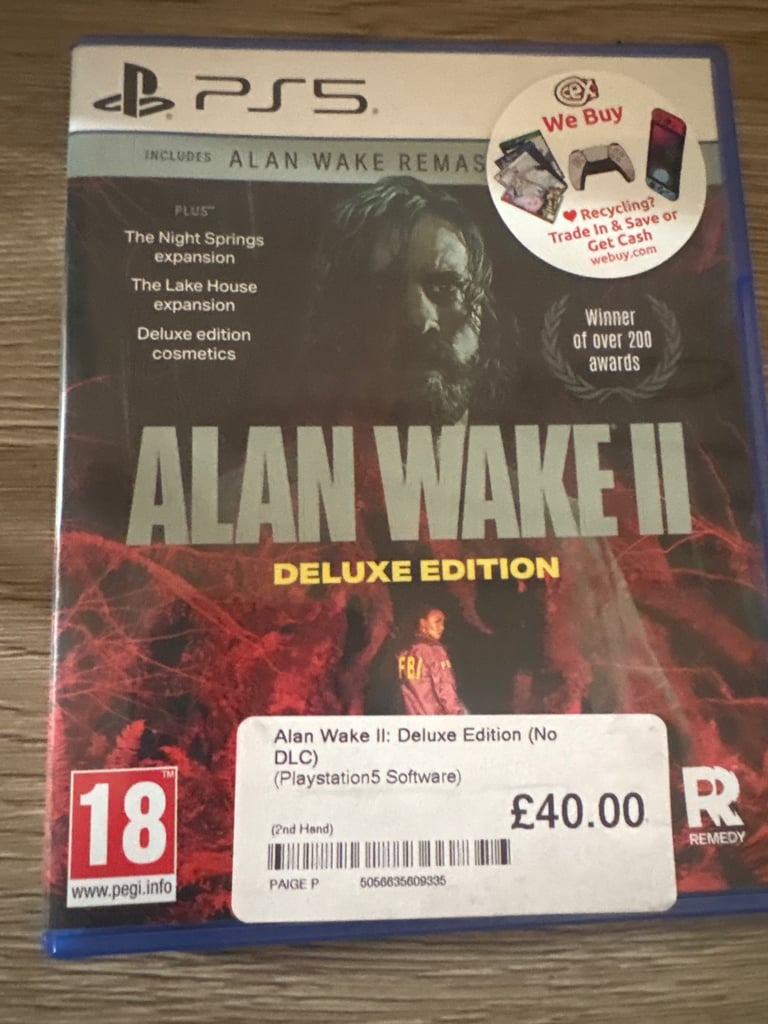 PS5
INCLUDES ALAN WAKE REMAS
PLUS
The Night Springs
expansion
The Lake House
expansion
Deluxe edition
cosmetics
CeX
We Buy
Recycling?
Trade In & Save or
Get Cash
webuy.com
Winner
of over 200
awards
ALAN WAKE II
DELUXE EDITION
FBI
Alan Wake II: Deluxe Edition (No
DLC)
(Playstation5 Software)
£40.00
(2nd Hand)
PAIGE P 5056635609335
18
TM
www.pegi.info
REMEDY